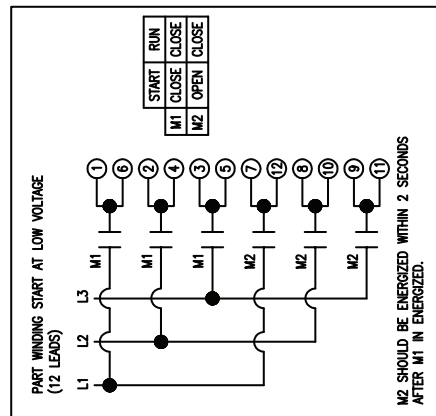 PART WINDING START AT LOW VOLTAGE
(12 LEADS)
L1 L2 L3
M1 M1 M1 M2 M2 M2
1 6 2 4 3 5 7 12 8 10 9 11
START RUN
M1 CLOSE CLOSE
M2 OPEN CLOSE
M2 SHOULD BE ENERGIZED WITHIN 2 SECONDS
AFTER M1 IN ENERGIZED.